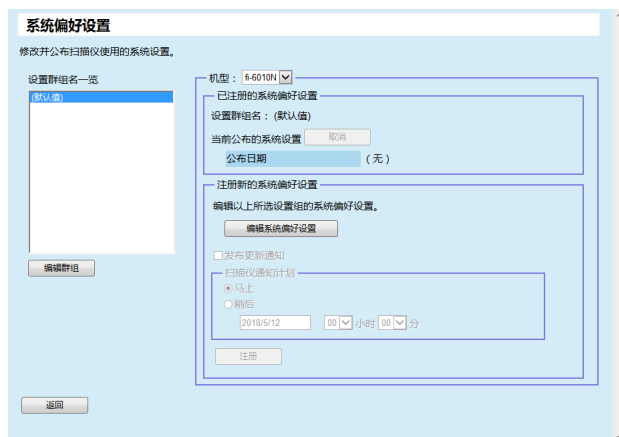 系统偏好设置
修改并公布扫描仪使用的系统设置。
设置群组名一览
(默认值)
编辑群组
机型： fi-6010N
已注册的系统偏好设置
设置群组名： (默认值)
当前公布的系统设置 取消
公布日期 (无)
注册新的系统偏好设置
编辑以上所选设置组的系统偏好设置。
编辑系统偏好设置
发布更新通知
扫描仪通知计划
马上
稍后
2018/5/12 00 小时 00 分
注册
返回